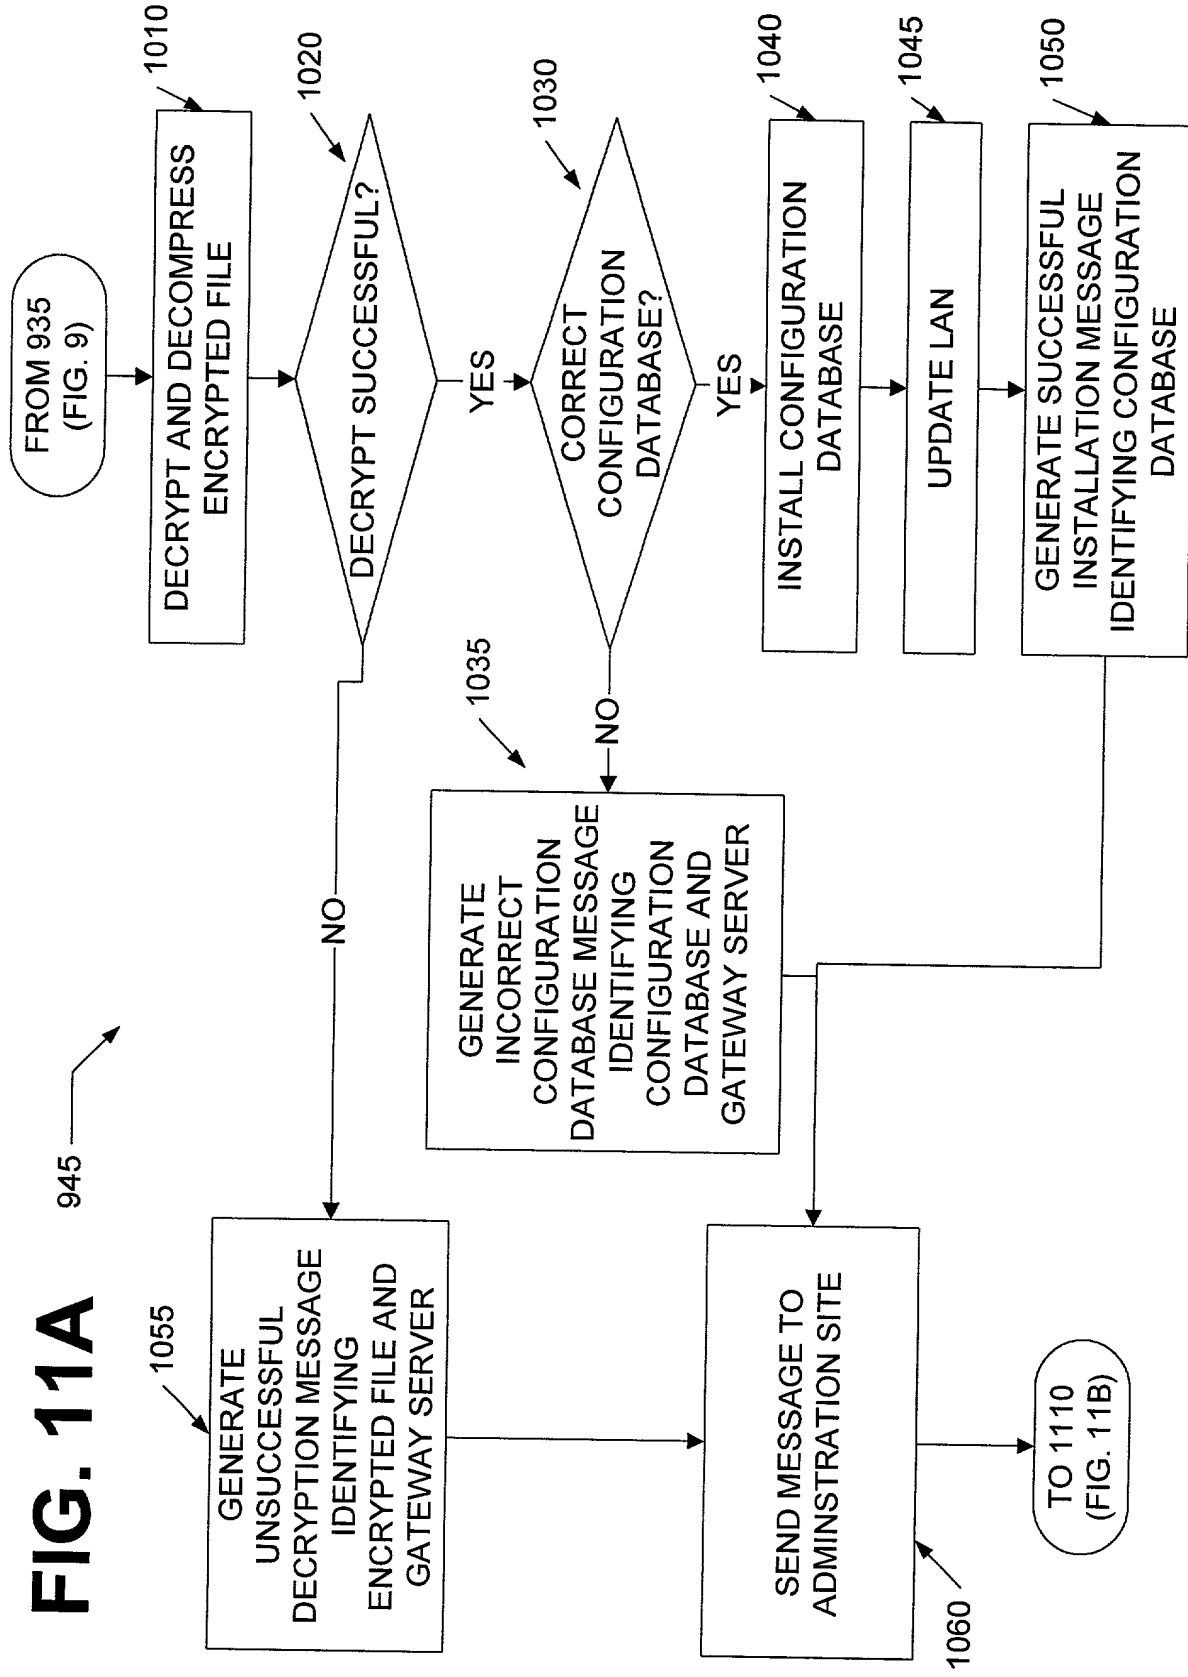 FIG. 11A
945
FROM 935
(FIG. 9)
1010
DECRYPT AND DECOMPRESS
ENCRYPTED FILE
1020
DECRYPT SUCCESSFUL?
NO
YES
1030
CORRECT
CONFIGURATION
DATABASE?
NO
YES
1035
GENERATE
INCORRECT
CONFIGURATION
DATABASE MESSAGE
IDENTIFYING
CONFIGURATION
DATABASE AND
GATEWAY SERVER
1040
INSTALL CONFIGURATION
DATABASE
1045
UPDATE LAN
1050
GENERATE SUCCESSFUL
INSTALLATION MESSAGE
IDENTIFYING CONFIGURATION
DATABASE
1055
GENERATE
UNSUCCESSFUL
DECRYPTION MESSAGE
IDENTIFYING
ENCRYPTED FILE AND
GATEWAY SERVER
SEND MESSAGE TO
ADMINSTRATION SITE
1060
TO 1110
(FIG. 11B)